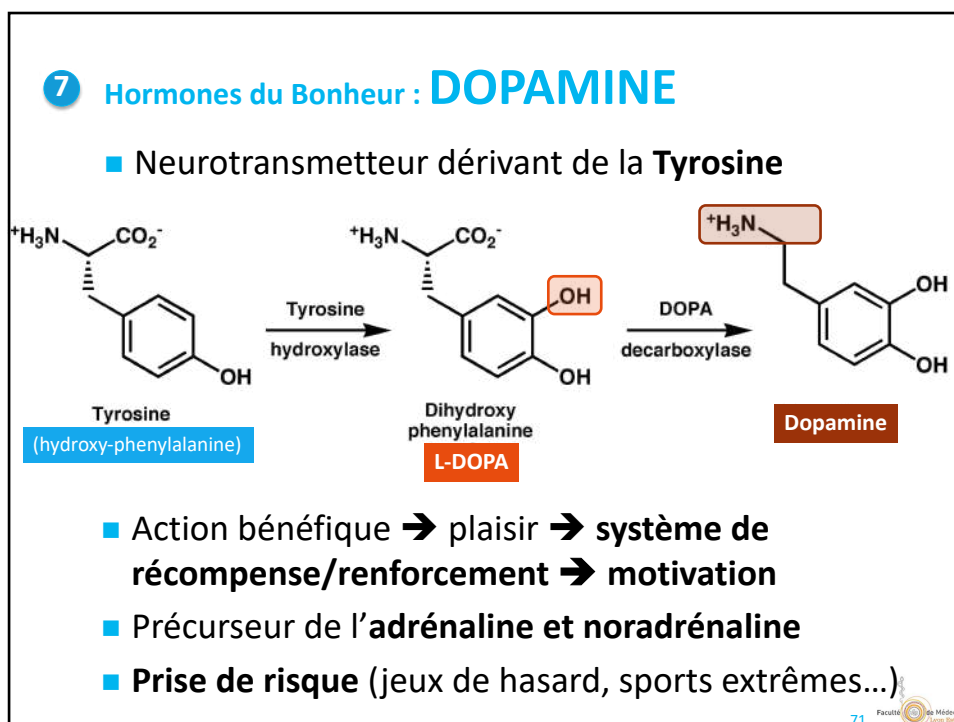 7 Hormones du Bonheur : DOPAMINE
■ Neurotransmetteur dérivant de la Tyrosine
⁺H₃N CO₂⁻ ⁺H₃N CO₂⁻ ⁺H₃N
OH OH
Tyrosine hydroxylase DOPA decarboxylase
OH OH OH
Tyrosine
(hydroxy-phenylalanine)
Dihydroxy
phenylalanine
L-DOPA
Dopamine
■ Action bénéfique ➔ plaisir ➔ système de
récompense/renforcement ➔ motivation
■ Précurseur de l’adrénaline et noradrénaline
■ Prise de risque (jeux de hasard, sports extrêmes…)
71
Faculté de Médecine